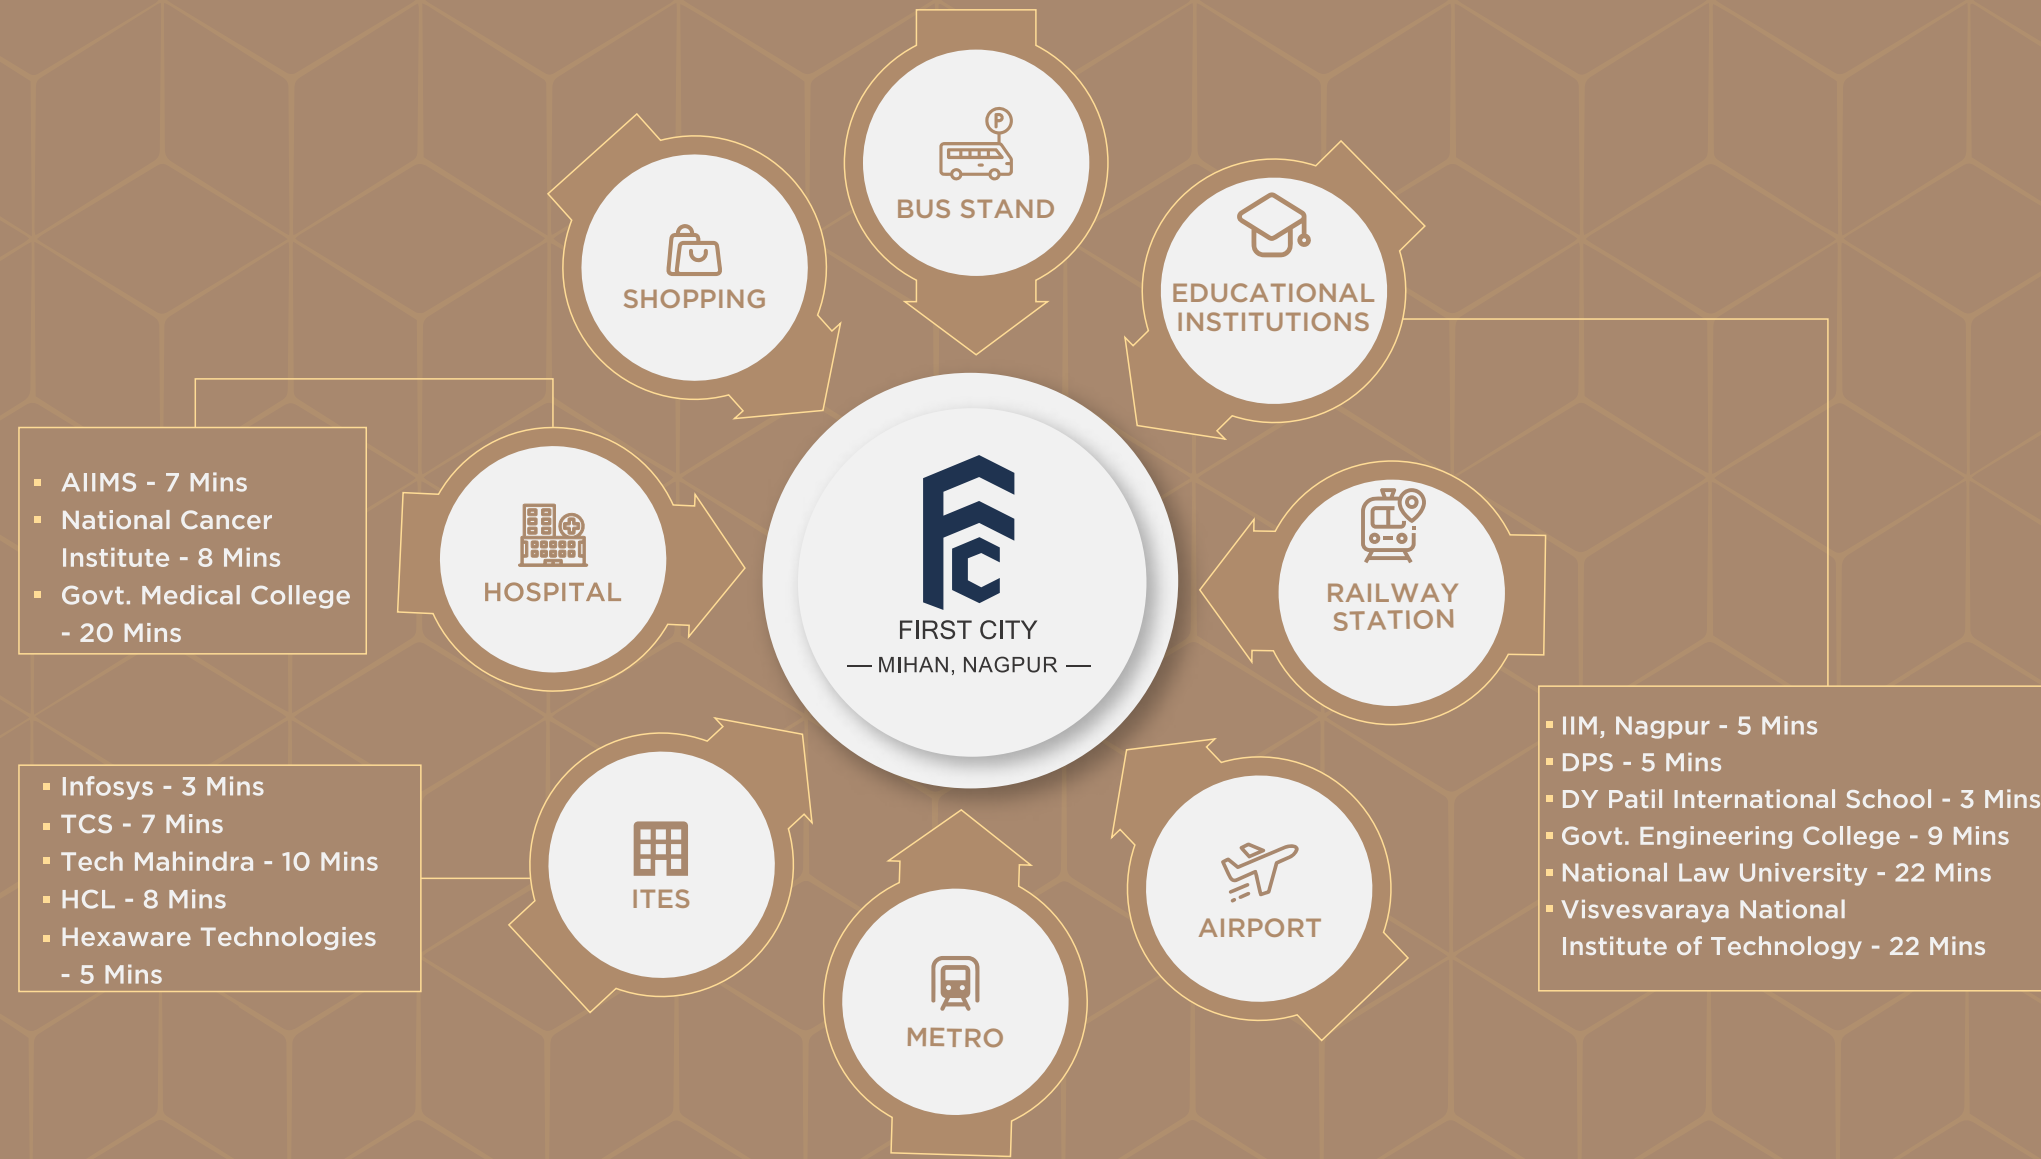 P
BUS STAND
SHOPPING
EDUCATIONAL
INSTITUTIONS
AIIMS - 7 Mins
National Cancer
Institute - 8 Mins
Govt. Medical College
- 20 Mins
HOSPITAL
FIRST CITY
MIHAN, NAGPUR
RAILWAY
STATION
Infosys - 3 Mins
TCS - 7 Mins
Tech Mahindra - 10 Mins
HCL - 8 Mins
Hexaware Technologies
- 5 Mins
ITES
METRO
AIRPORT
IIM, Nagpur - 5 Mins
DPS - 5 Mins
DY Patil International School - 3 Mins
Govt. Engineering College - 9 Mins
National Law University - 22 Mins
Visvesvaraya National
Institute of Technology - 22 Mins